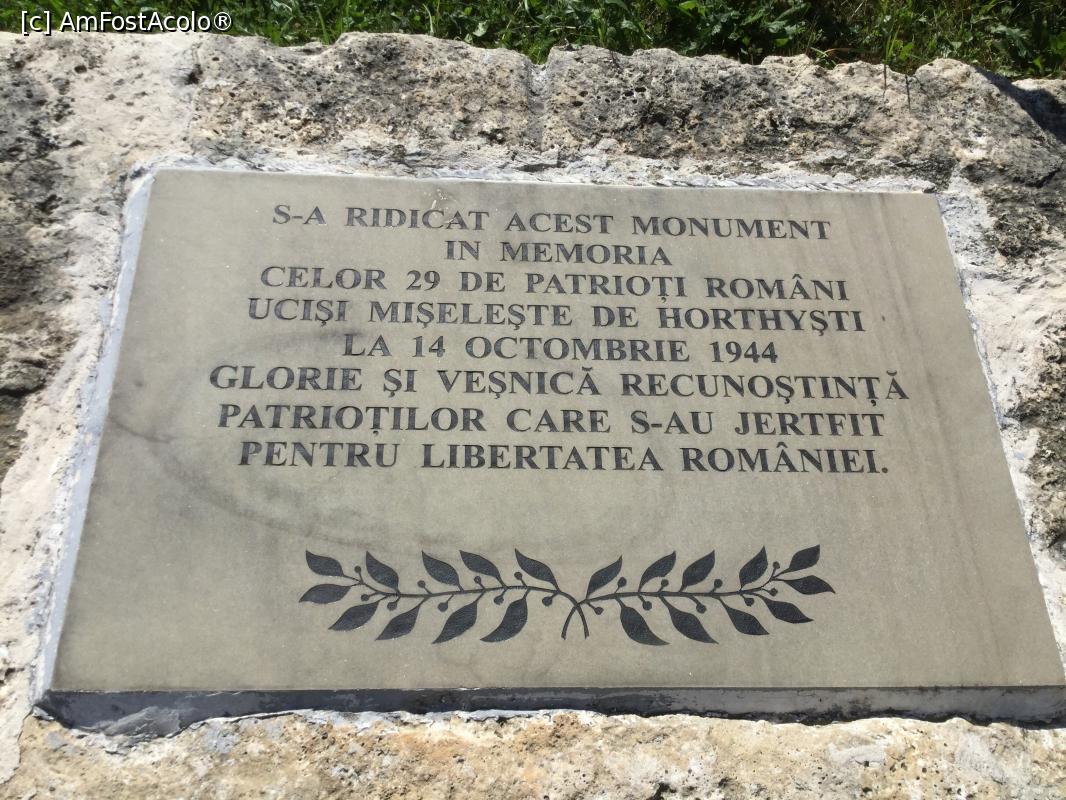 [c] AmFostAcolo®
S-A RIDICAT ACEST MONUMENT
IN MEMORIA
CELOR 29 DE PATRIOȚI ROMÂNI
UCIȘI MIȘELEȘTE DE HORTHYȘTI
LA 14 OCTOMBRIE 1944
GLORIE ȘI VEȘNICĂ RECUNOȘTINȚĂ
PATRIOȚILOR CARE S-AU JERTFIT
PENTRU LIBERTATEA ROMÂNIEI.